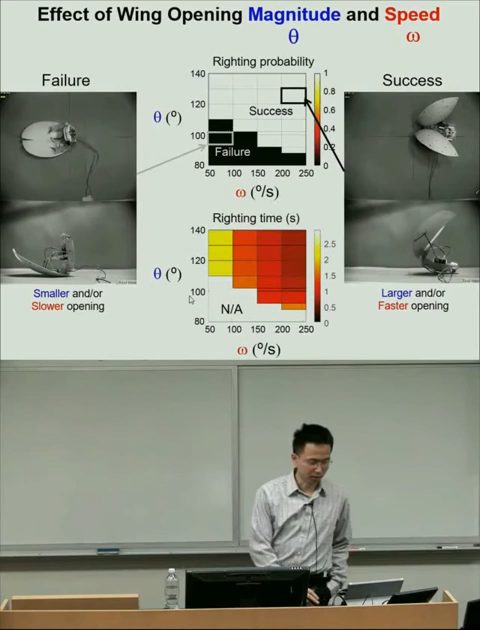 Effect of Wing Opening Magnitude and Speed
θ
ω
Failure
Righting probability
Success
140
120
100
80
θ (º)
Success
Failure
1
0.8
0.6
0.4
0.2
0
50 100 150 200 250
ω (º/s)
Righting time (s)
140
120
100
80
θ (º)
N/A
2.5
2
1.5
1
0.5
0
50 100 150 200 250
ω (º/s)
Smaller and/or
Slower opening
Larger and/or
Faster opening